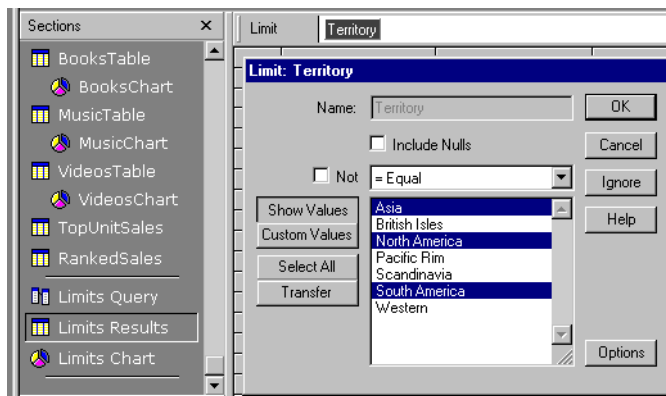 Sections
BooksTable
BooksChart
MusicTable
MusicChart
VideosTable
VideosChart
TopUnitSales
RankedSales
Limits Query
Limits Results
Limits Chart
Limit
Territory
Limit: Territory
Name:
Territory
OK
Include Nulls
Cancel
Not
= Equal
Ignore
Show Values
Custom Values
Select All
Transfer
Asia
British Isles
North America
Pacific Rim
Scandinavia
South America
Western
Help
Options